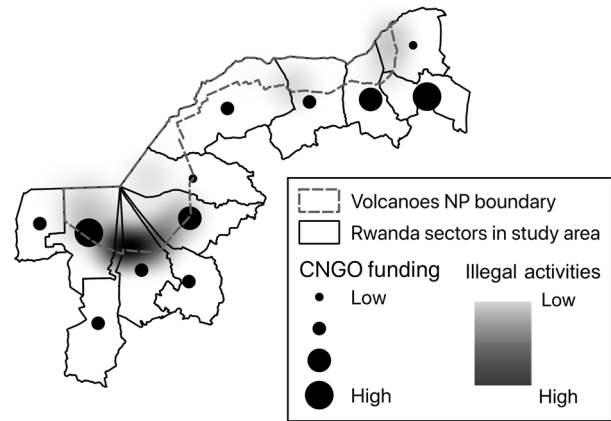 Volcanoes NP boundary
Rwanda sectors in study area
CNGO funding
Illegal activities
Low
Low
High
High